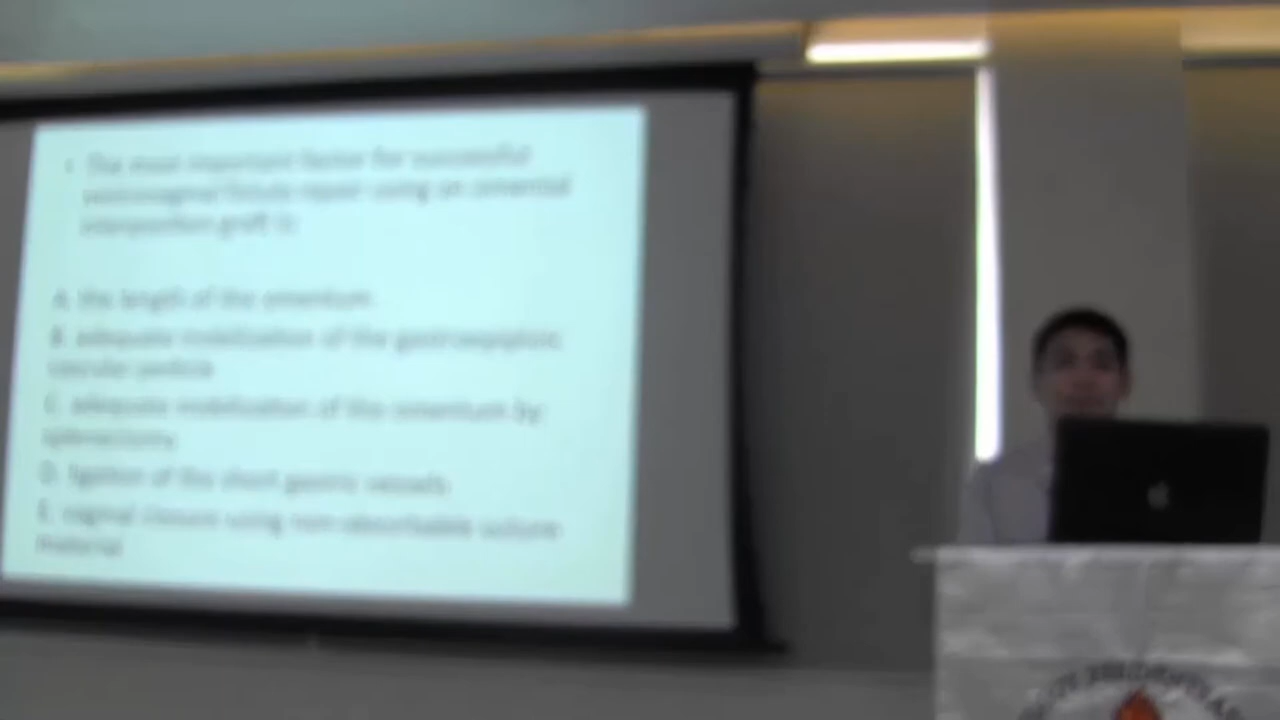 • The most important factor for successful
vesicovaginal fistula repair using an omental
interposition graft is
A. the length of the omentum
B. adequate mobilization of the gastroepiploic
vascular pedicle
C. adequate mobilization of the omentum by
splenectomy
D. ligation of the short gastric vessels
E. vaginal closure using non-absorbable suture
material